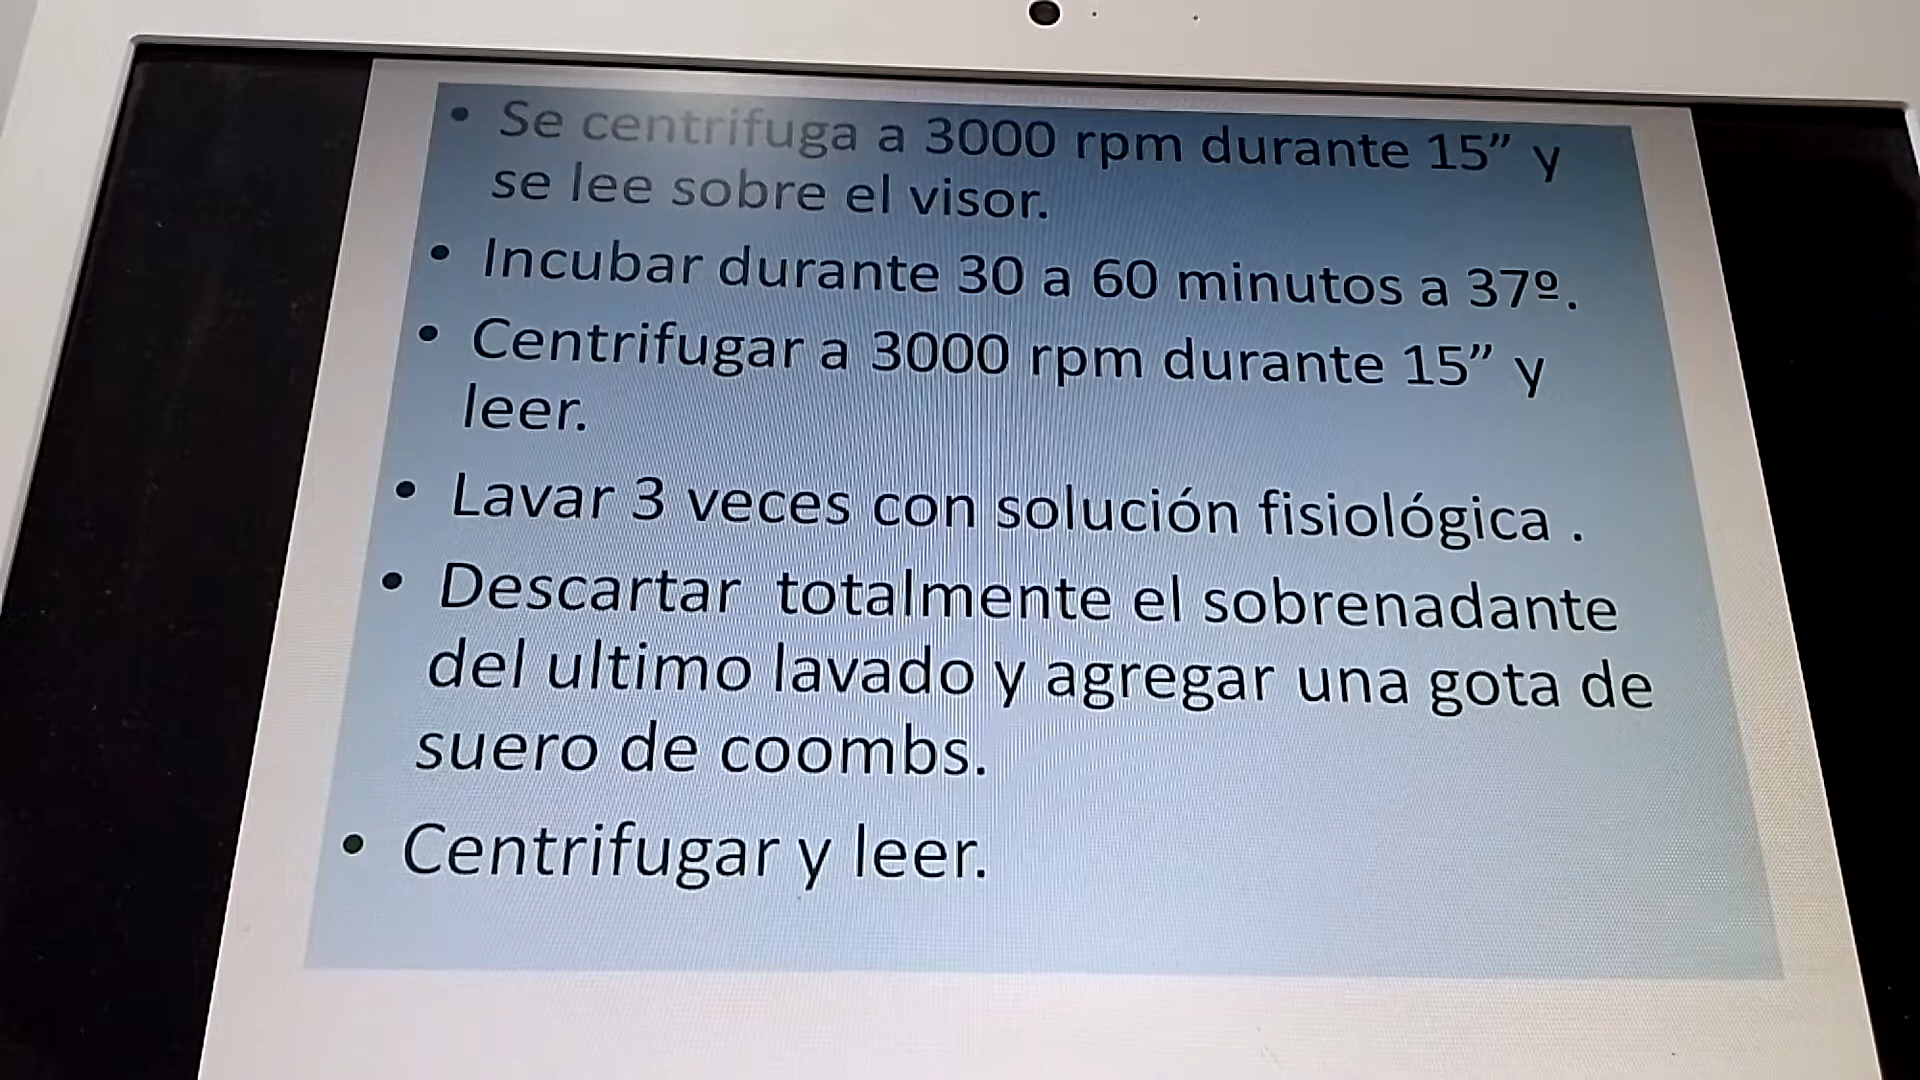 • Se centrifuga a 3000 rpm durante 15” y
se lee sobre el visor.
• Incubar durante 30 a 60 minutos a 37º.
• Centrifugar a 3000 rpm durante 15” y
leer.
• Lavar 3 veces con solución fisiológica .
• Descartar totalmente el sobrenadante
del ultimo lavado y agregar una gota de
suero de coombs.
• Centrifugar y leer.